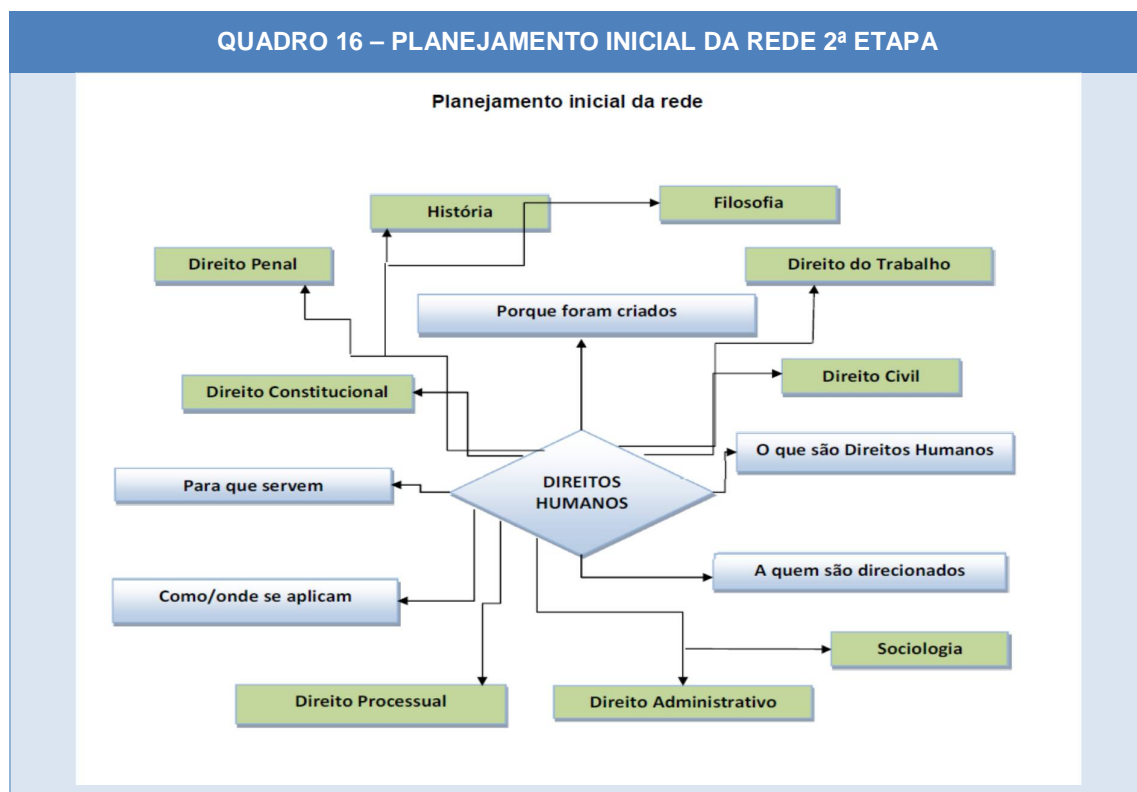 QUADRO 16 – PLANEJAMENTO INICIAL DA REDE 2ª ETAPA
Planejamento inicial da rede
História
Filosofia
Direito Penal
Direito do Trabalho
Porque foram criados
Direito Constitucional
Direito Civil
O que são Direitos Humanos
Para que servem
DIREITOS
HUMANOS
A quem são direcionados
Como/onde se aplicam
Sociologia
Direito Processual
Direito Administrativo